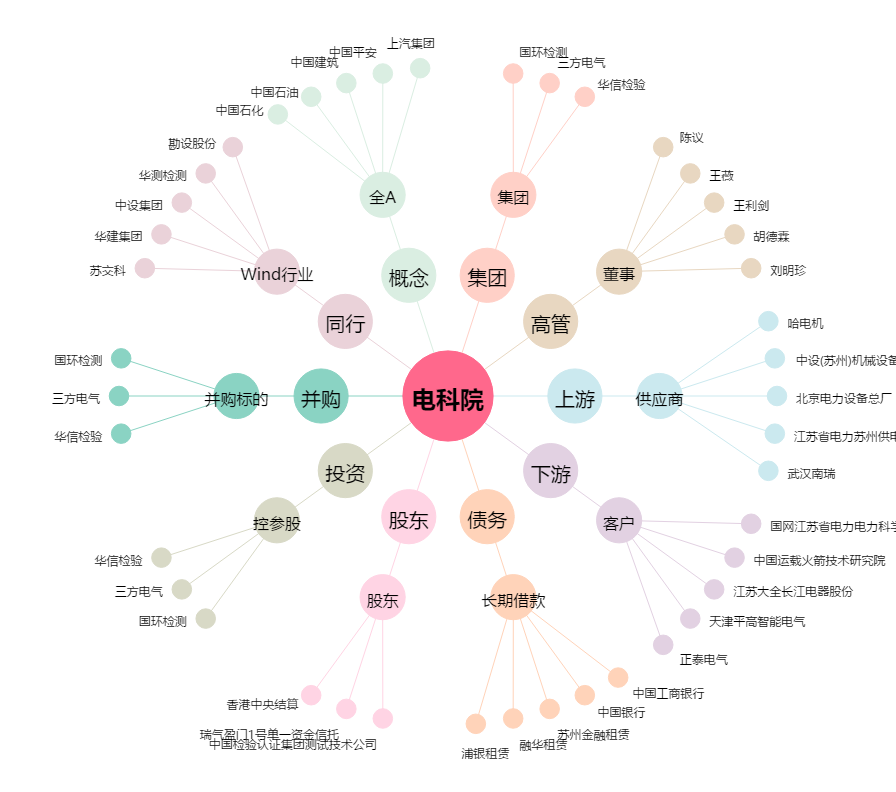 上汽集团
中国平安
中国建筑
中国石油
中国石化
全A
概念
国环检测
三方电气
华信检验
集团
集团
勘设股份
华测检测
中设集团
华建集团
苏交科
Wind行业
同行
陈议
王薇
王利剑
胡德霖
刘明珍
董事
高管
国环检测
三方电气
华信检验
并购标的
并购
电科院
上游
供应商
哈电机
中设(苏州)机械设备
北京电力设备总厂
江苏省电力苏州供电
武汉南瑞
投资
控参股
华信检验
三方电气
国环检测
股东
股东
香港中央结算
瑞气盈门1号单一资金信托
中国检验认证集团测试技术公司
债务
长期借款
中国工商银行
中国银行
苏州金融租赁
融华租赁
浦银租赁
下游
客户
国网江苏省电力电力科学
中国运载火箭技术研究院
江苏大全长江电器股份
天津平高智能电气
正泰电气